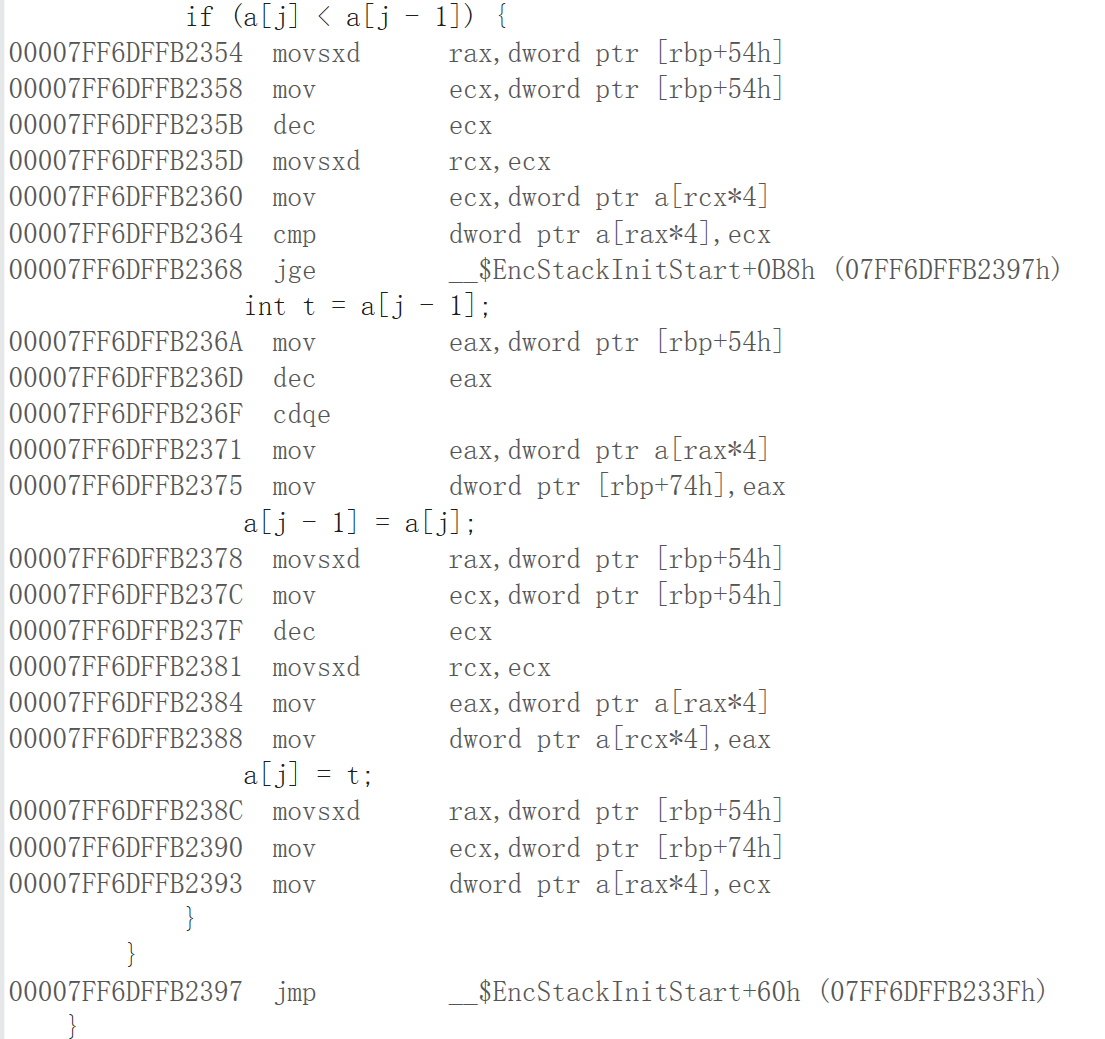 if (a[j] < a[j - 1]) {
00007FF6DFFB2354  movsxd      rax,dword ptr [rbp+54h]
00007FF6DFFB2358  mov         ecx,dword ptr [rbp+54h]
00007FF6DFFB235B  dec         ecx
00007FF6DFFB235D  movsxd      rcx,ecx
00007FF6DFFB2360  mov         ecx,dword ptr a[rcx*4]
00007FF6DFFB2364  cmp         dword ptr a[rax*4],ecx
00007FF6DFFB2368  jge         __$EncStackInitStart+0B8h (07FF6DFFB2397h)
int t = a[j - 1];
00007FF6DFFB236A  mov         eax,dword ptr [rbp+54h]
00007FF6DFFB236D  dec         eax
00007FF6DFFB236F  cdqe
00007FF6DFFB2371  mov         eax,dword ptr a[rax*4]
00007FF6DFFB2375  mov         dword ptr [rbp+74h],eax
a[j - 1] = a[j];
00007FF6DFFB2378  movsxd      rax,dword ptr [rbp+54h]
00007FF6DFFB237C  mov         ecx,dword ptr [rbp+54h]
00007FF6DFFB237F  dec         ecx
00007FF6DFFB2381  movsxd      rcx,ecx
00007FF6DFFB2384  mov         eax,dword ptr a[rax*4]
00007FF6DFFB2388  mov         dword ptr a[rcx*4],eax
a[j] = t;
00007FF6DFFB238C  movsxd      rax,dword ptr [rbp+54h]
00007FF6DFFB2390  mov         ecx,dword ptr [rbp+74h]
00007FF6DFFB2393  mov         dword ptr a[rax*4],ecx
}
}
00007FF6DFFB2397  jmp         __$EncStackInitStart+60h (07FF6DFFB233Fh)
}